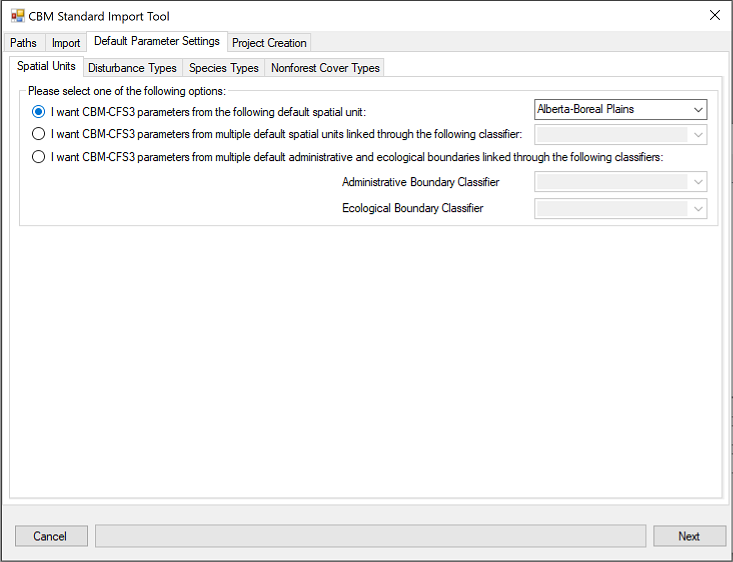 CBM Standard Import Tool
Paths Import Default Parameter Settings Project Creation
Spatial Units Disturbance Types Species Types Nonforest Cover Types
Please select one of the following options:
I want CBM-CFS3 parameters from the following default spatial unit: Alberta-Boreal Plains
I want CBM-CFS3 parameters from multiple default spatial units linked through the following classifier:
I want CBM-CFS3 parameters from multiple default administrative and ecological boundaries linked through the following classifiers:
Administrative Boundary Classifier
Ecological Boundary Classifier
Cancel Next